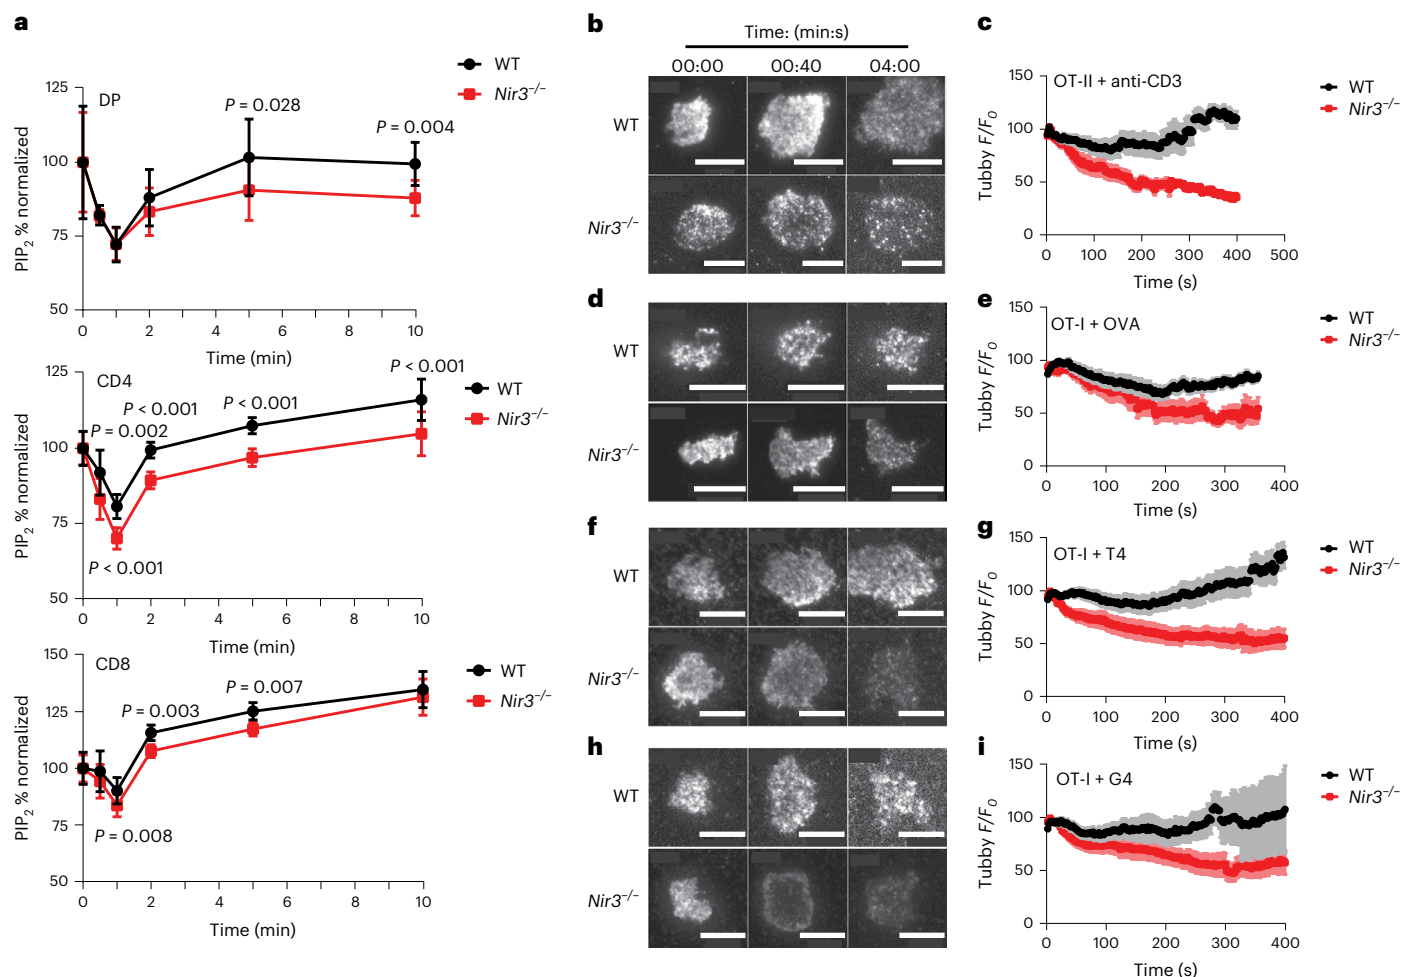 a
PIP2 % normalized
125
100
75
50
DP
P = 0.028
P = 0.004
WT
Nir3−/−
0 2 4 6 8 10
Time (min)
PIP2 % normalized
125
100
75
50
CD4
P < 0.001
P = 0.002
P < 0.001
P < 0.001
P < 0.001
WT
Nir3−/−
0 2 4 6 8 10
Time (min)
PIP2 % normalized
150
125
100
75
50
CD8
P = 0.003
P = 0.007
P = 0.008
WT
Nir3−/−
0 2 4 6 8 10
Time (min)
b
Time: (min:s)
00:00 00:40 04:00
WT
Nir3−/−
c
Tubby F/F0
150
100
50
0
OT-II + anti-CD3
WT
Nir3−/−
0 100 200 300 400 500
Time (s)
d
WT
Nir3−/−
e
Tubby F/F0
150
100
50
0
OT-I + OVA
WT
Nir3−/−
0 100 200 300 400
Time (s)
f
WT
Nir3−/−
g
Tubby F/F0
150
100
50
0
OT-I + T4
WT
Nir3−/−
0 100 200 300 400
Time (s)
h
WT
Nir3−/−
i
Tubby F/F0
150
100
50
0
OT-I + G4
WT
Nir3−/−
0 100 200 300 400
Time (s)